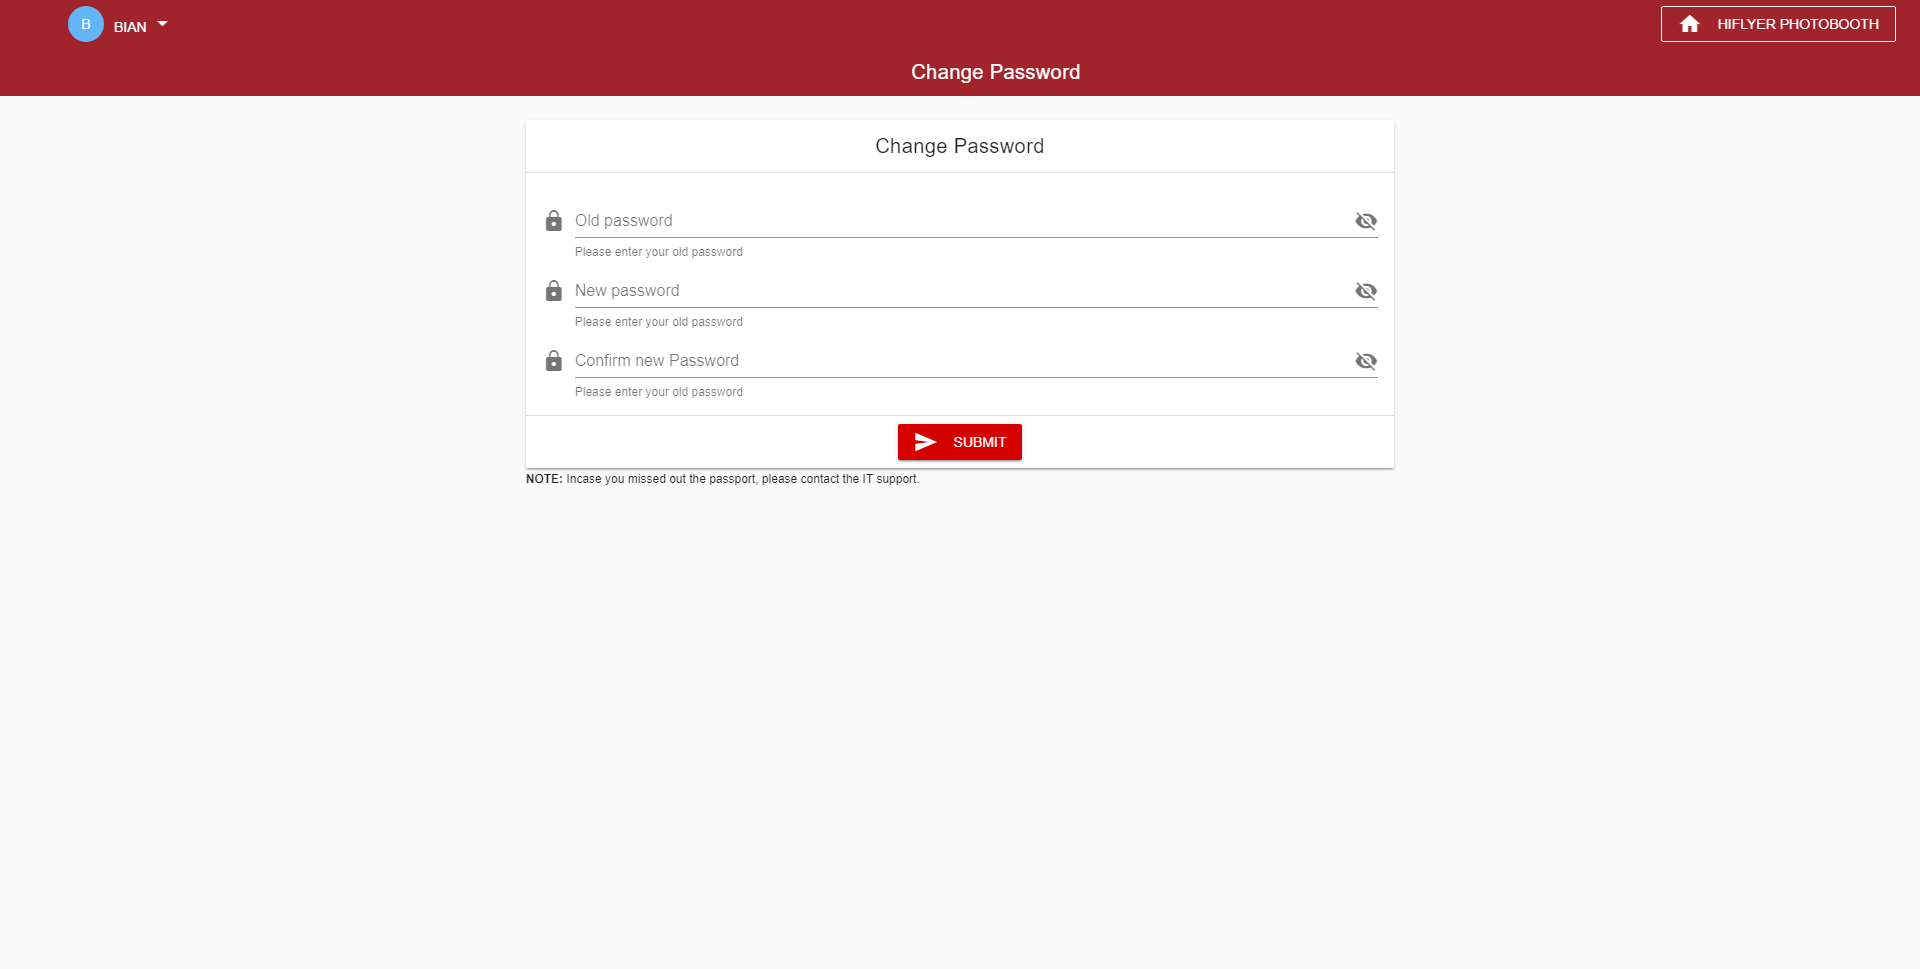 B BIAN
HIFLYER PHOTOBOOTH
Change Password
Change Password
Old password
Please enter your old password
New password
Please enter your old password
Confirm new Password
Please enter your old password
SUBMIT
NOTE: Incase you missed out the passport, please contact the IT support.